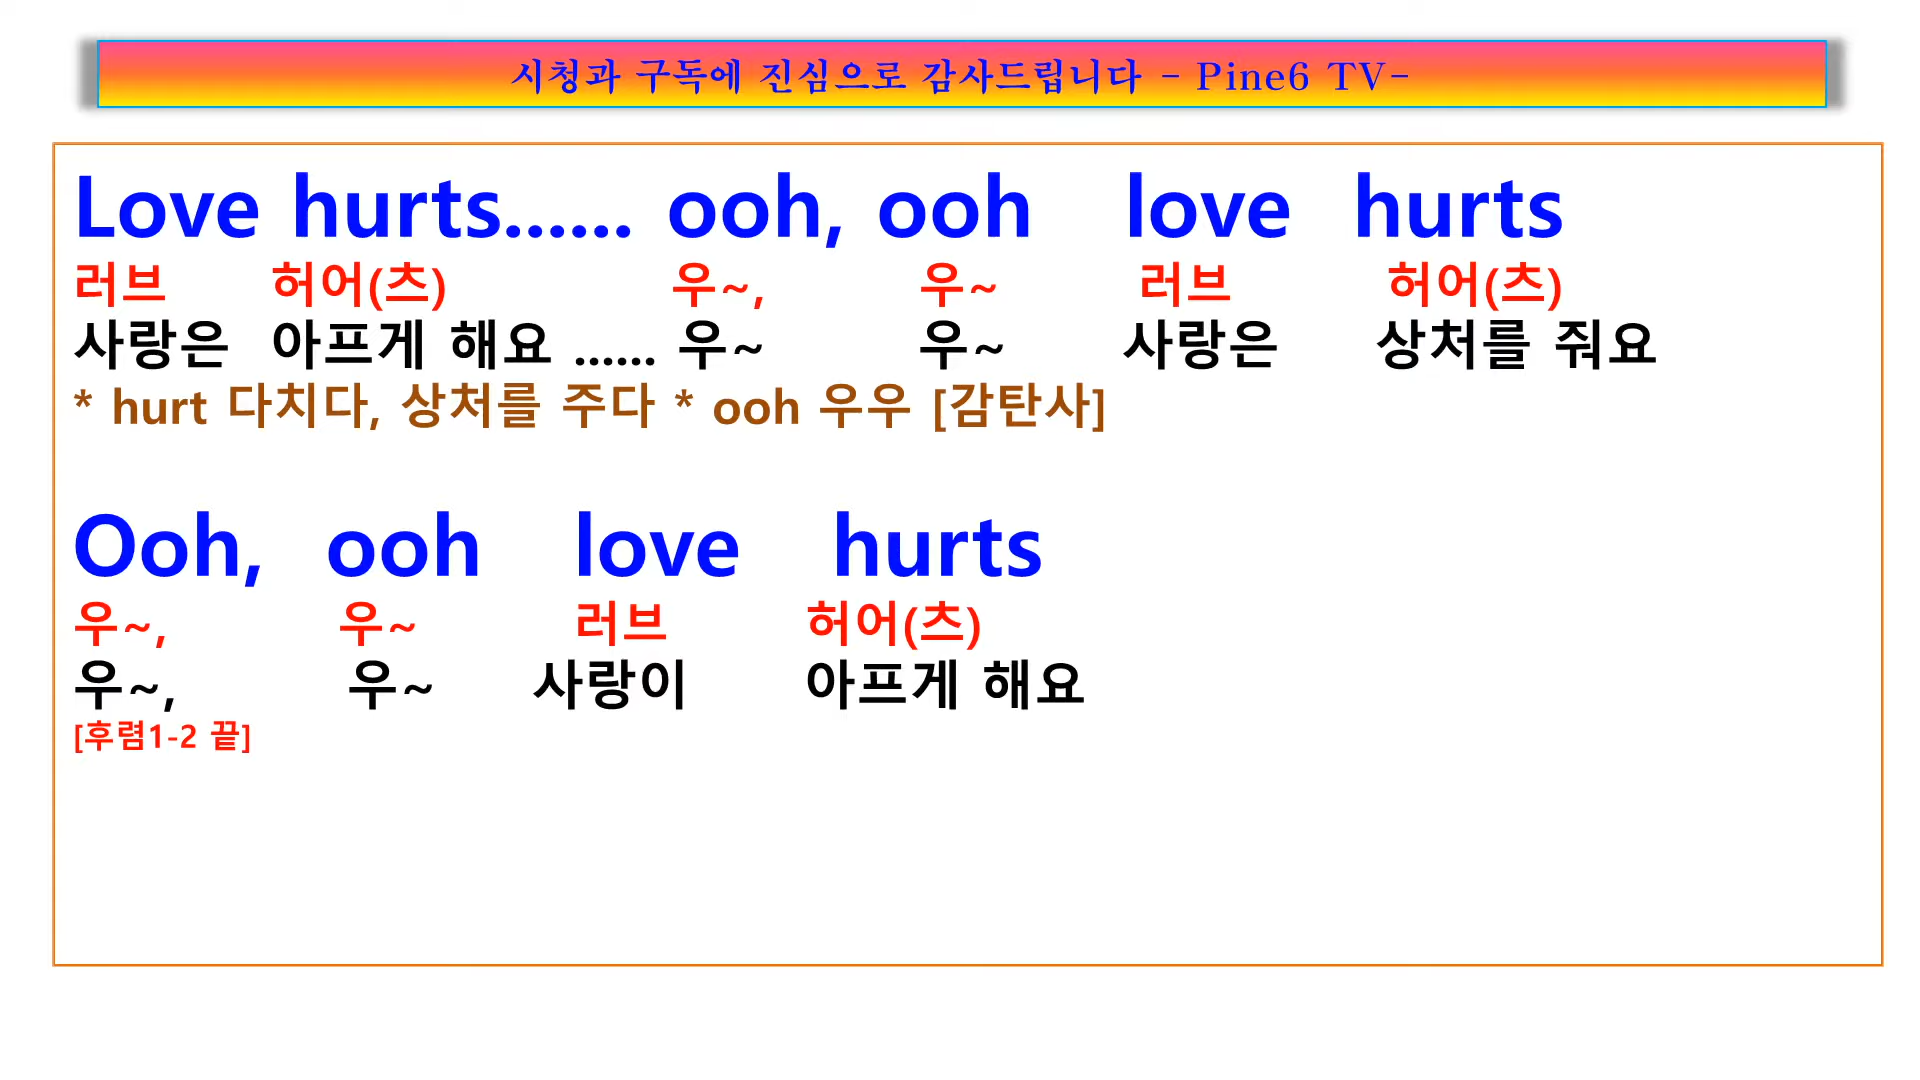 시청과 구독에 진심으로 감사드립니다 - Pine6 TV-
Love hurts...... ooh, ooh love hurts
러브 허어(츠) 우~, 우~ 러브 허어(츠)
사랑은 아프게 해요 ...... 우~ 우~ 사랑은 상처를 줘요
* hurt 다치다, 상처를 주다 * ooh 우우 [감탄사]
Ooh, ooh love hurts
우~, 우~ 러브 허어(츠)
우~, 우~ 사랑이 아프게 해요
[후렴1-2 끝]